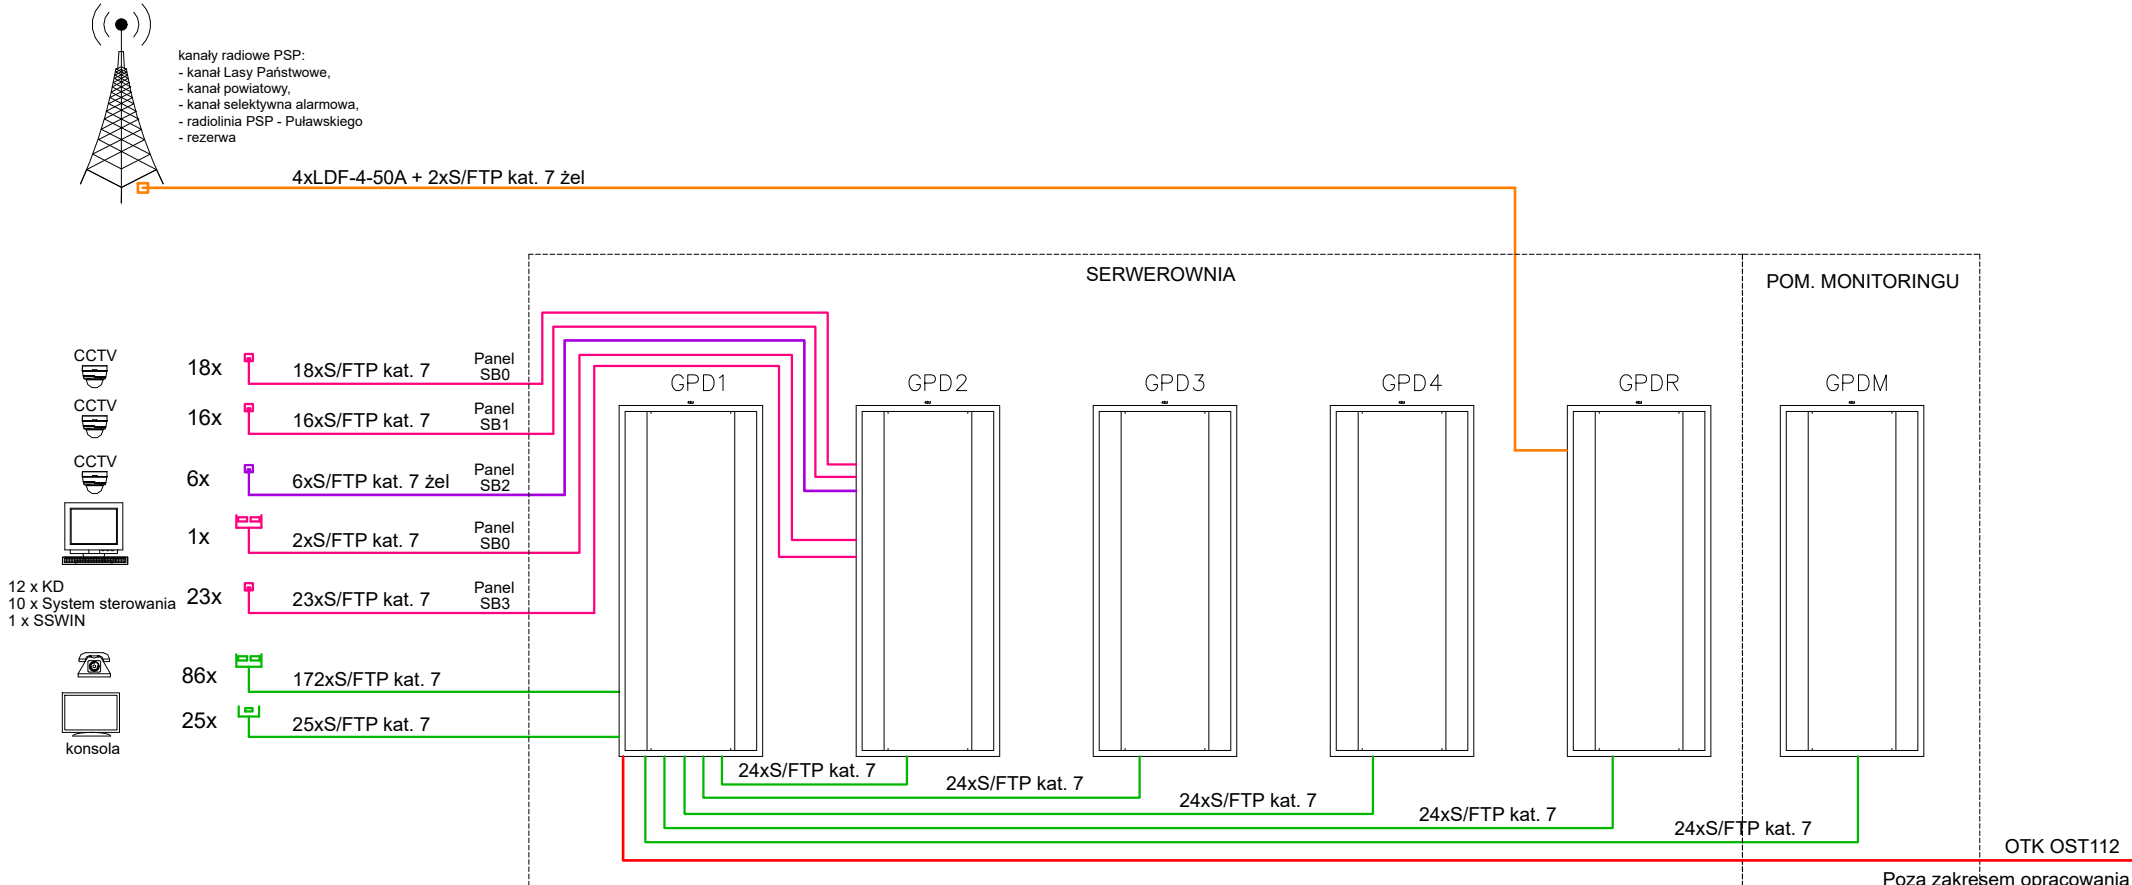 kanały radiowe PSP:
- kanał Lasy Państwowe,
- kanał powiatowy,
- kanał selektywna alarmowa,
- radiolinia PSP - Puławskiego
- rezerwa
4xLDF-4-50A + 2xS/FTP kat. 7 żel
SERWEROWNIA
POM. MONITORINGU
CCTV
18x
18xS/FTP kat. 7
Panel
SB0
CCTV
16x
16xS/FTP kat. 7
Panel
SB1
CCTV
6x
6xS/FTP kat. 7 żel
Panel
SB2
1x
2xS/FTP kat. 7
Panel
SB0
12 x KD
10 x System sterowania
1 x SSWIN
23x
23xS/FTP kat. 7
Panel
SB3
86x
172xS/FTP kat. 7
25x
25xS/FTP kat. 7
konsola
GPD1
GPD2
GPD3
GPD4
GPDR
GPDM
24xS/FTP kat. 7
24xS/FTP kat. 7
24xS/FTP kat. 7
24xS/FTP kat. 7
24xS/FTP kat. 7
OTK OST112
Poza zakresem opracowania